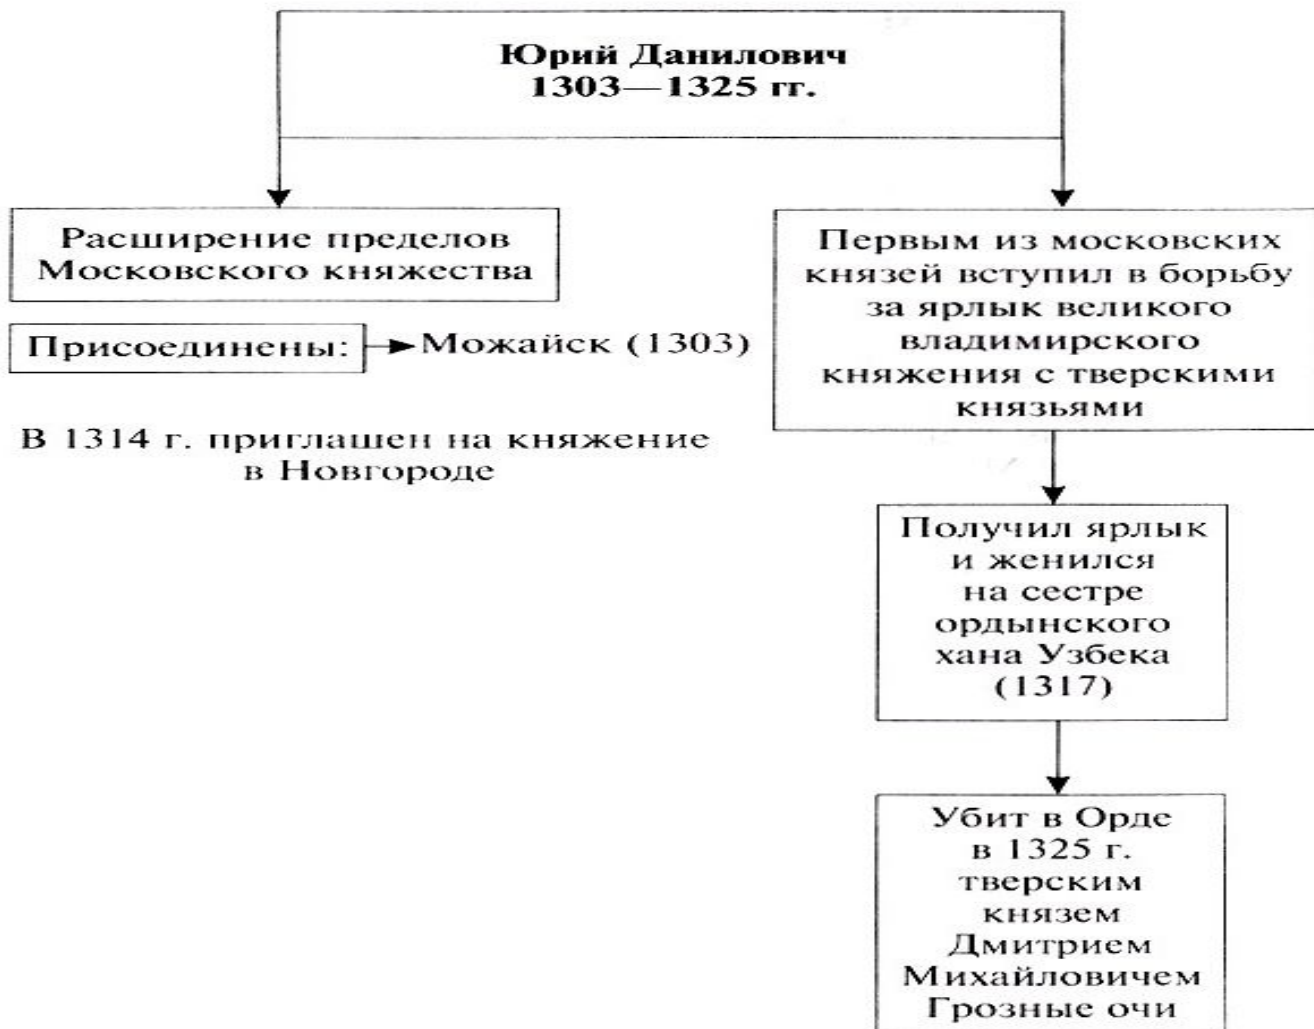 Юрий Данилович
1303—1325 гг.
Расширение пределов
Московского княжества
Присоединены:
Можайск (1303)
В 1314 г. приглашен на княжение
в Новгороде
Первым из московских
князей вступил в борьбу
за ярлык великого
владимирского
княжения с тверскими
князьями
Получил ярлык
и женился
на сестре
ордынского
хана Узбека
(1317)
Убит в Орде
в 1325 г.
тверским
князем
Дмитрием
Михайловичем
Грозные очи